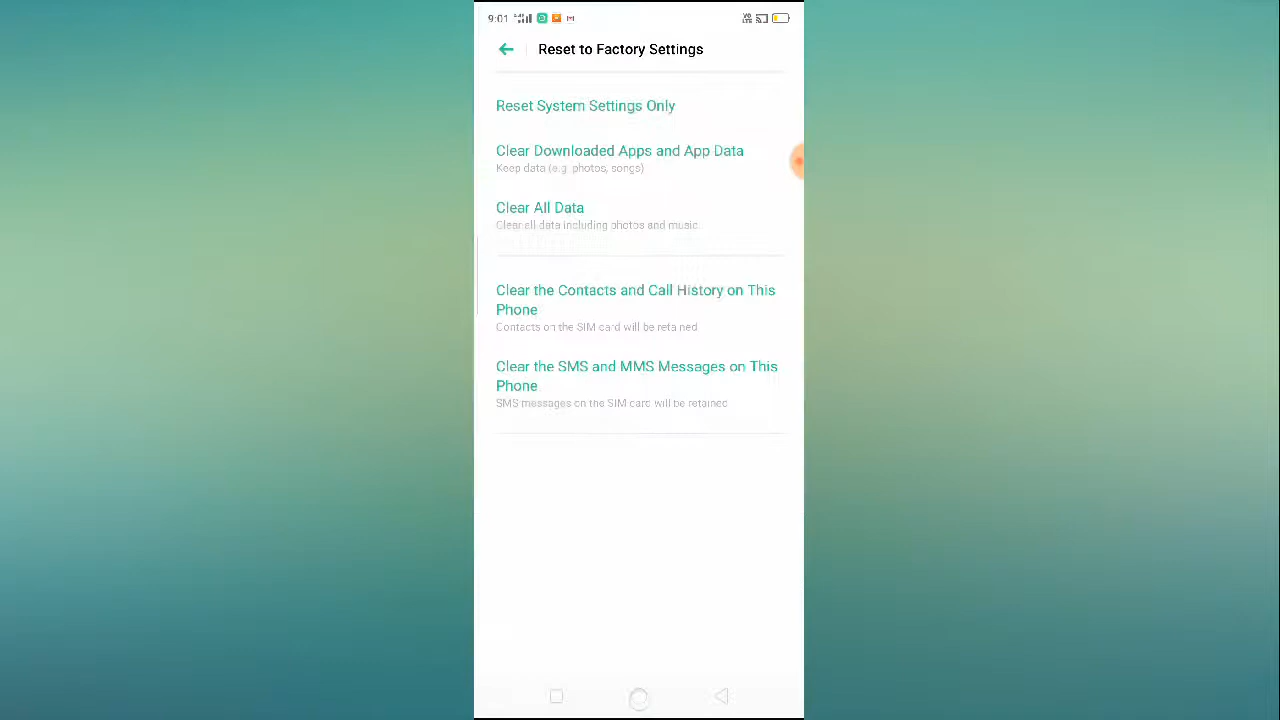 9:01
Reset to Factory Settings
Reset System Settings Only
Clear Downloaded Apps and App Data
Keep data (e.g. photos, songs)
Clear All Data
Clear all data including photos and music.
Clear the Contacts and Call History on This
Phone
Contacts on the SIM card will be retained
Clear the SMS and MMS Messages on This
Phone
SMS messages on the SIM card will be retained